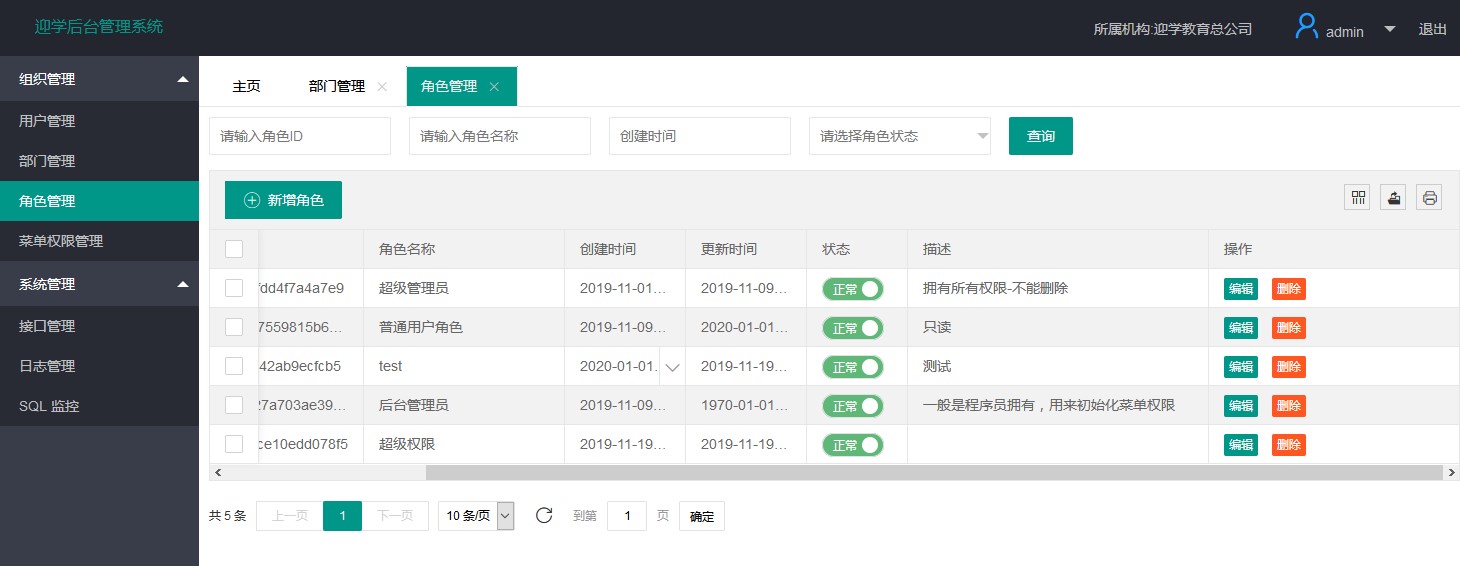 迎学后台管理系统
所属机构:迎学教育总公司 admin 退出
组织管理
用户管理
部门管理
角色管理
菜单权限管理
系统管理
接口管理
日志管理
SQL 监控
主页 部门管理 角色管理
请输入角色ID 请输入角色名称 创建时间 请选择角色状态 查询
新增角色
角色名称 创建时间 更新时间 状态 描述 操作
fdd4f7a4a7e9 超级管理员 2019-11-01... 2019-11-09... 正常 拥有所有权限-不能删除 编辑 删除
7559815b6... 普通用户角色 2019-11-09... 2020-01-01... 正常 只读 编辑 删除
42ab9ecfcb5 test 2020-01-01. 2019-11-19... 正常 测试 编辑 删除
27a703ae39... 后台管理员 2019-11-09... 1970-01-01... 正常 一般是程序员拥有，用来初始化菜单权限 编辑 删除
ce10edd078f5 超级权限 2019-11-19... 2019-11-19... 正常 编辑 删除
共 5 条 上一页 1 下一页 10 条/页 到第 1 页 确定